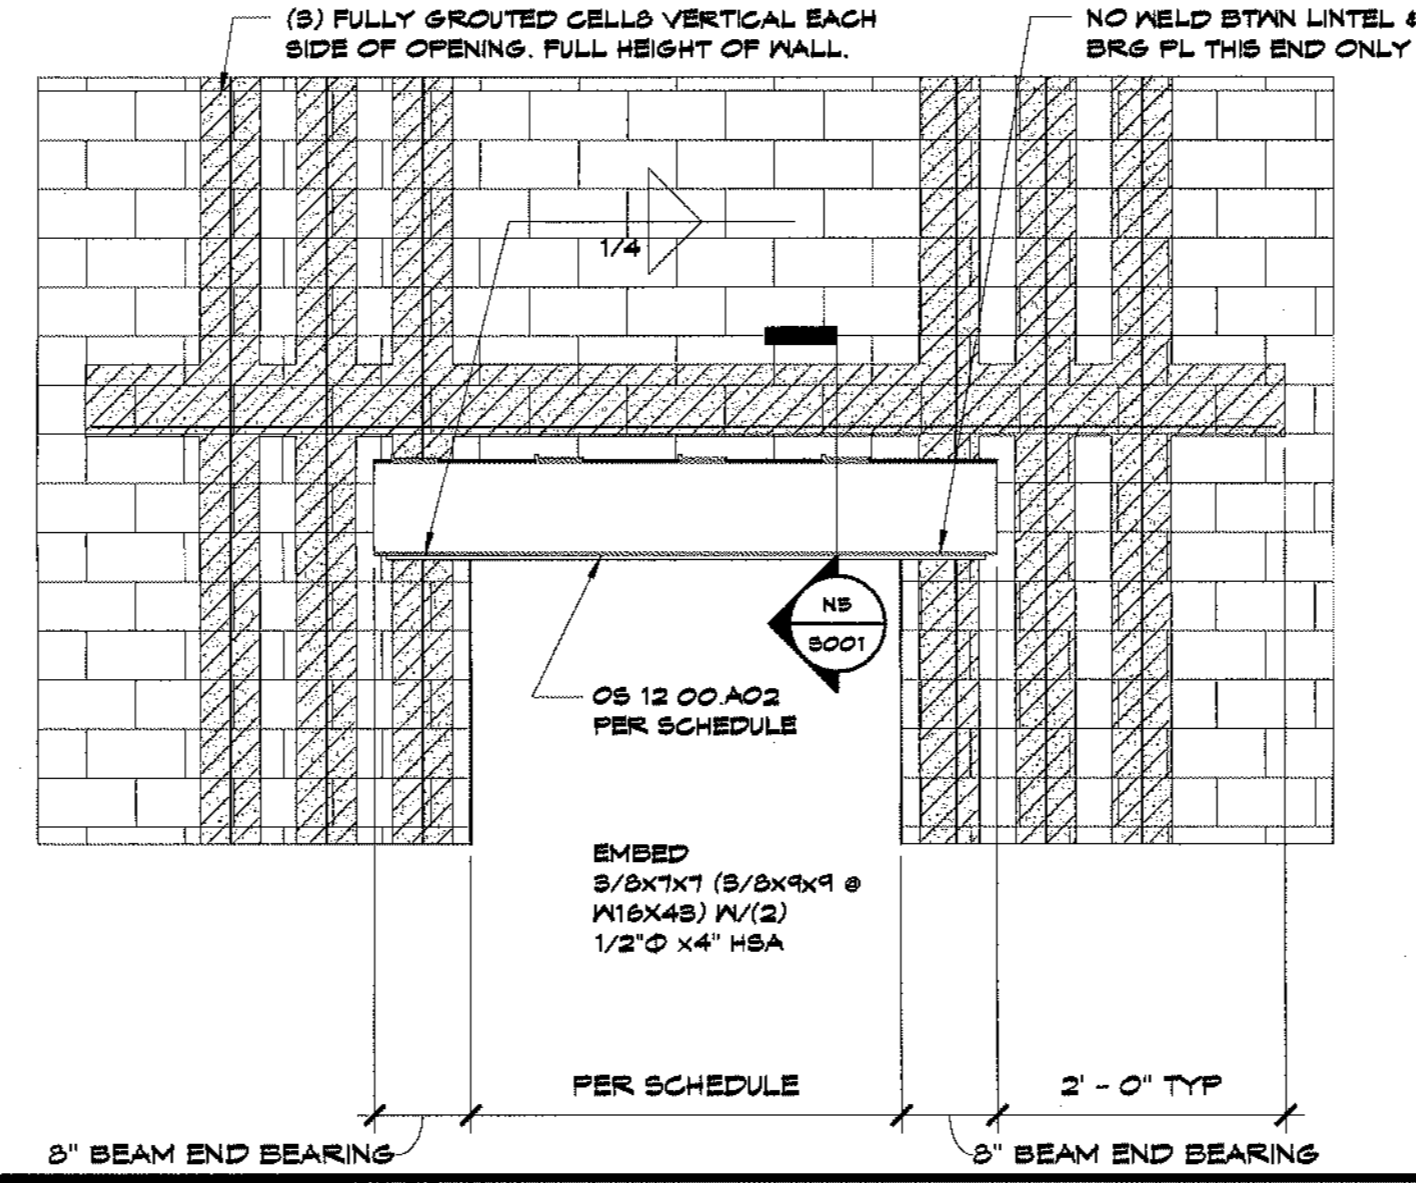 (3) FULLY GROUTED CELLS VERTICAL EACH
SIDE OF OPENING. FULL HEIGHT OF WALL.
NO WELD BTWN LINTEL &
BRG PL THIS END ONLY
1/4
N5
S001
05 12 00.A02
PER SCHEDULE
EMBED
3/8x7x7 (3/8x9x9 @
W16X43) W/(2)
1/2"Φ x4" HSA
PER SCHEDULE
2' - 0" TYP
8" BEAM END BEARING
8" BEAM END BEARING